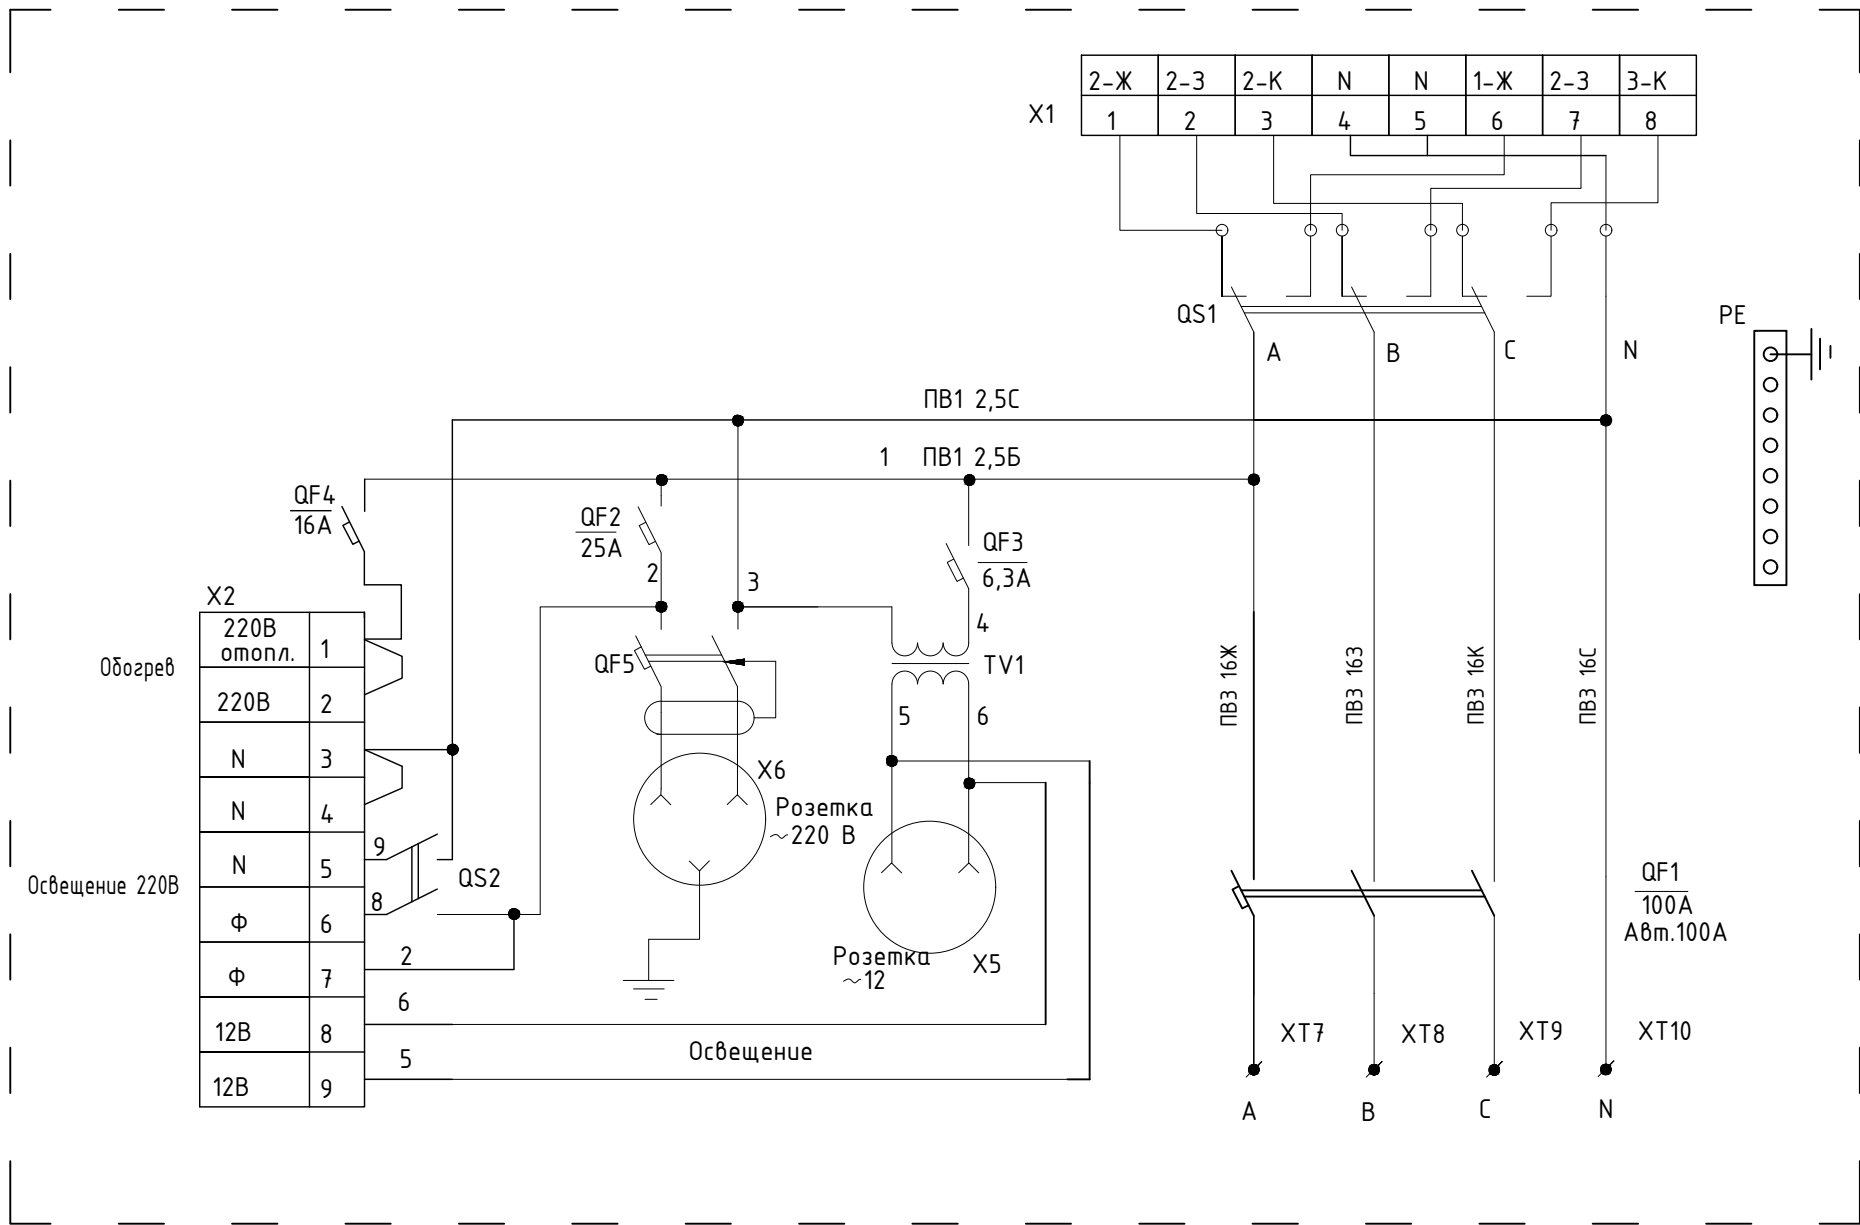 2-Ж 2-З 2-К N N 1-Ж 2-З 3-К
X1 1 2 3 4 5 6 7 8
QS1
A B C N
PE
ПВ1 2,5С
1 ПВ1 2,5Б
QF4
16А
QF2
25А
2
3
QF3
6,3А
4
X2
220В
отопл. 1
Обогрев
220В 2
N 3
N 4
N 5
Ф 6
Ф 7
12В 8
12В 9
Освещение 220В
9
8
QS2
2
6
5
Освещение
QF5
TV1
5 6
X6
Розетка
~220 В
Розетка
~12
X5
ПВ3 16Ж
ПВ3 16З
ПВ3 16К
ПВ3 16С
QF1
100А
Авт.100А
XT7 XT8 XT9 XT10
A B C N